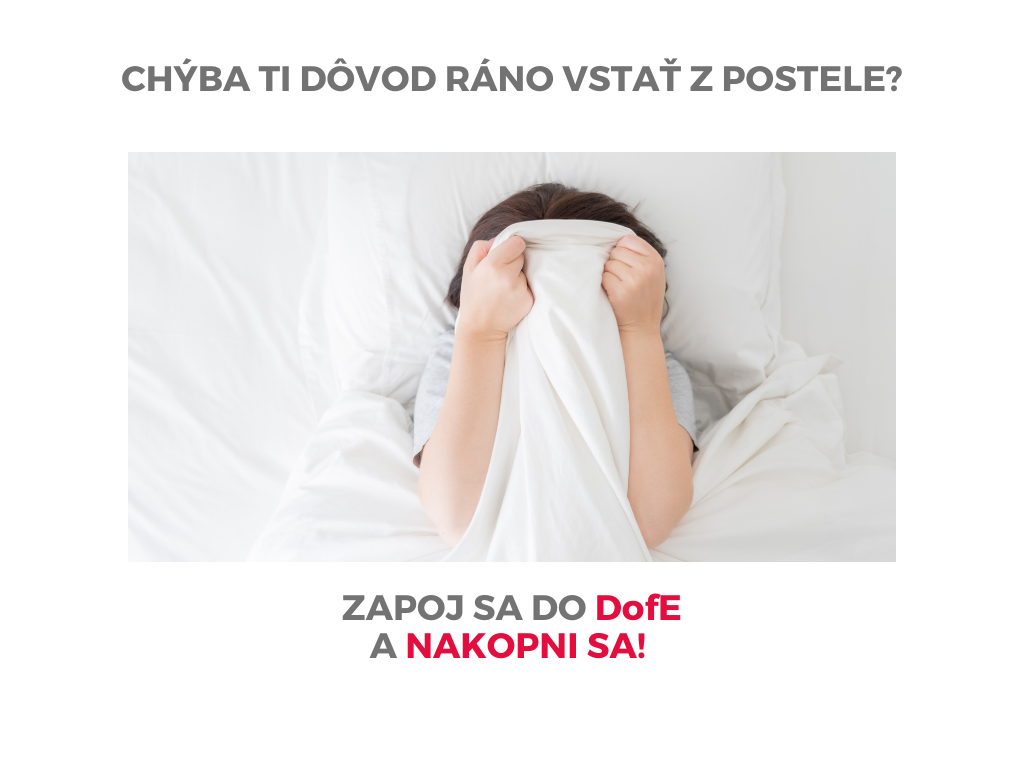 CHÝBA TI DÔVOD RÁNO VSTAŤ Z POSTELE?
ZAPOJ SA DO DofE
A NAKOPNI SA!